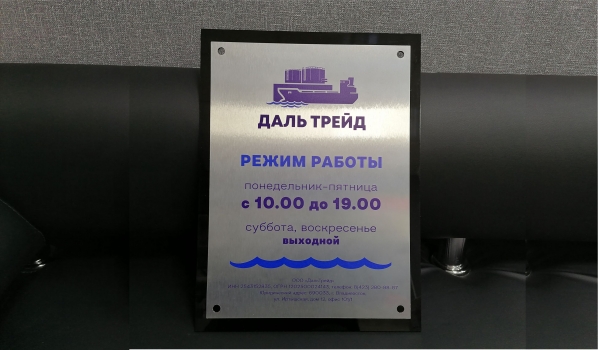 ДАЛЬ ТРЕЙД
РЕЖИМ РАБОТЫ
понедельник-пятница
с 10.00 до 19.00
суббота, воскресенье
выходной